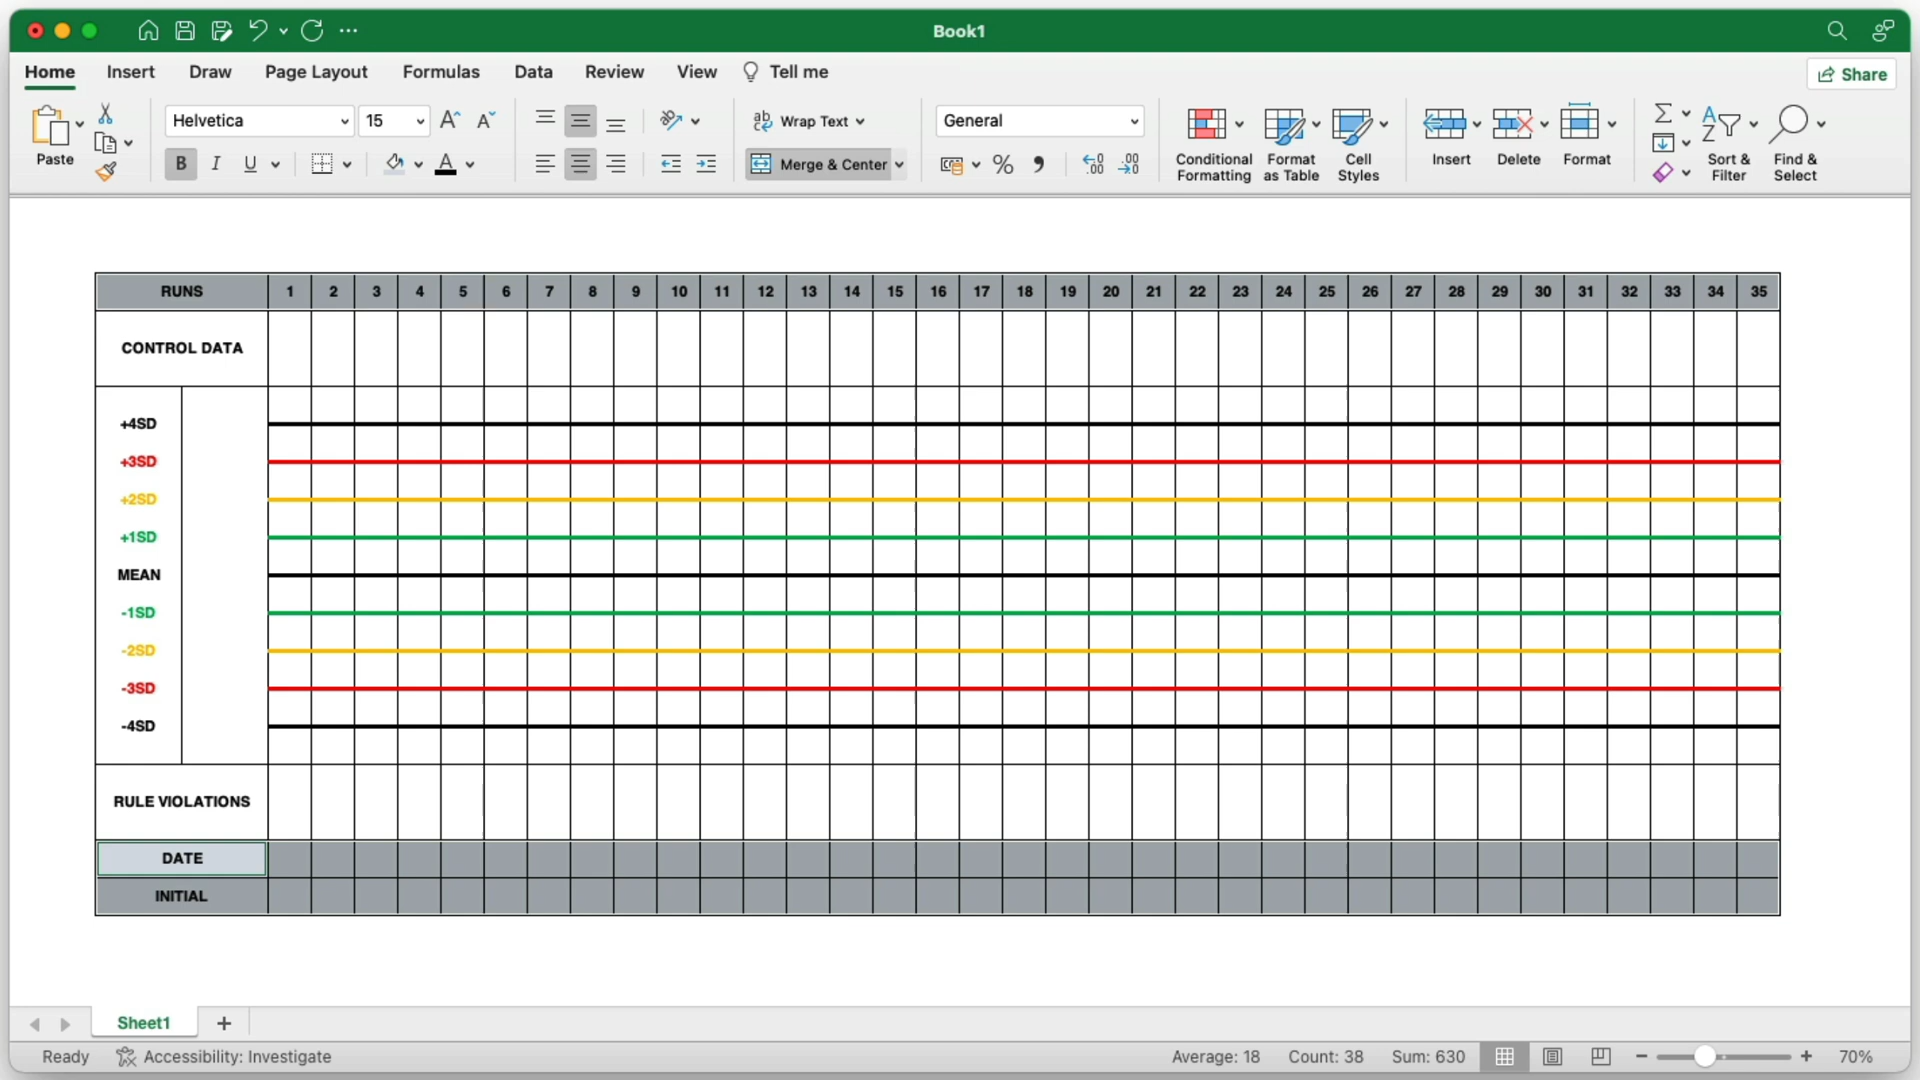 Book1
Home Insert Draw Page Layout Formulas Data Review View Tell me Share
Paste Helvetica 15 A A Wrap Text General Conditional Formatting Format as Table Cell Styles Insert Delete Format Sort & Filter Find & Select
B I U A Merge & Center % 
RUNS 1 2 3 4 5 6 7 8 9 10 11 12 13 14 15 16 17 18 19 20 21 22 23 24 25 26 27 28 29 30 31 32 33 34 35
CONTROL DATA
+4SD
+3SD
+2SD
+1SD
MEAN
-1SD
-2SD
-3SD
-4SD
RULE VIOLATIONS
DATE
INITIAL
Sheet1
Ready Accessibility: Investigate Average: 18 Count: 38 Sum: 630 70%